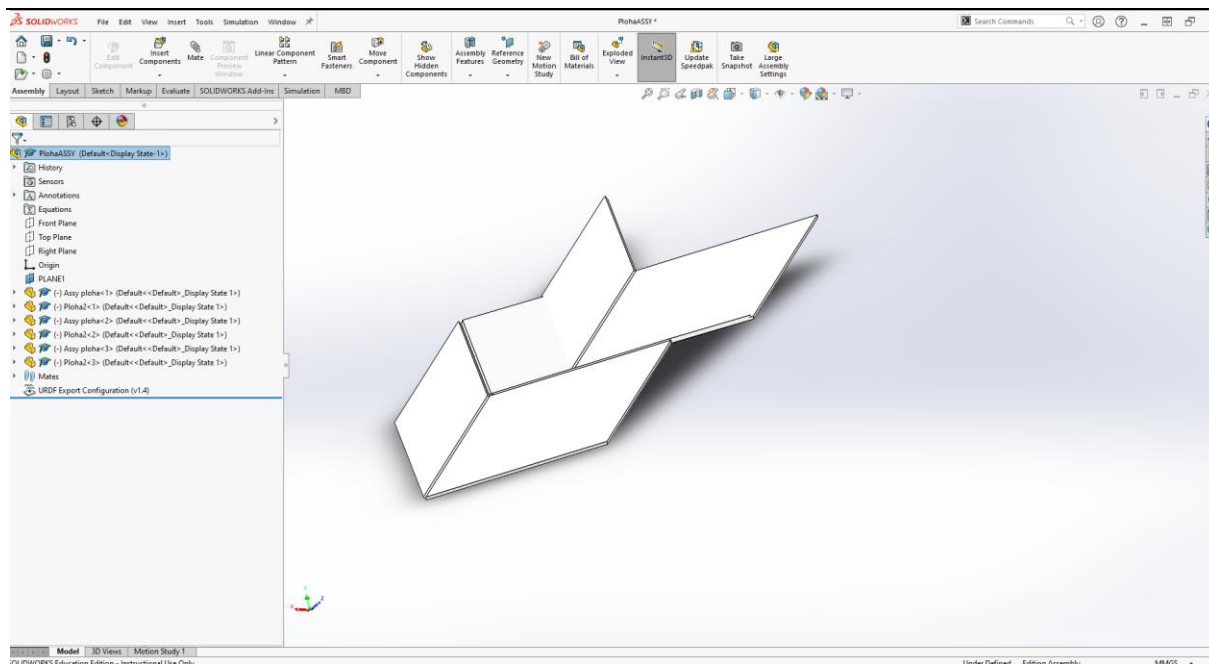 SOLIDWORKS File Edit View Insert Tools Simulation Window PlohaASSY * Search Commands
Edit Component
Insert Components
Mate
Component Preview Window
Linear Component Pattern
Smart Fasteners
Move Component
Show Hidden Components
Assembly Features
Reference Geometry
New Motion Study
Bill of Materials
Exploded View
Instant3D
Update Speedpak
Take Snapshot
Large Assembly Settings
Assembly Layout Sketch Markup Evaluate SOLIDWORKS Add-Ins Simulation MBD
PlohaASSY (Default<Display State-1>)
History
Sensors
Annotations
Equations
Front Plane
Top Plane
Right Plane
Origin
PLANE1
(-) Assy ploha<1> (Default<<Default>_Display State 1>)
(-) Ploha2<1> (Default<<Default>_Display State 1>)
(-) Assy ploha<2> (Default<<Default>_Display State 1>)
(-) Ploha2<2> (Default<<Default>_Display State 1>)
(-) Assy ploha<3> (Default<<Default>_Display State 1>)
(-) Ploha2<3> (Default<<Default>_Display State 1>)
Mates
URDF Export Configuration (v1.4)
Model 3D Views Motion Study 1
SOLIDWORKS Education Edition - Instructional Use Only Under Defined Editing Assembly MMGS